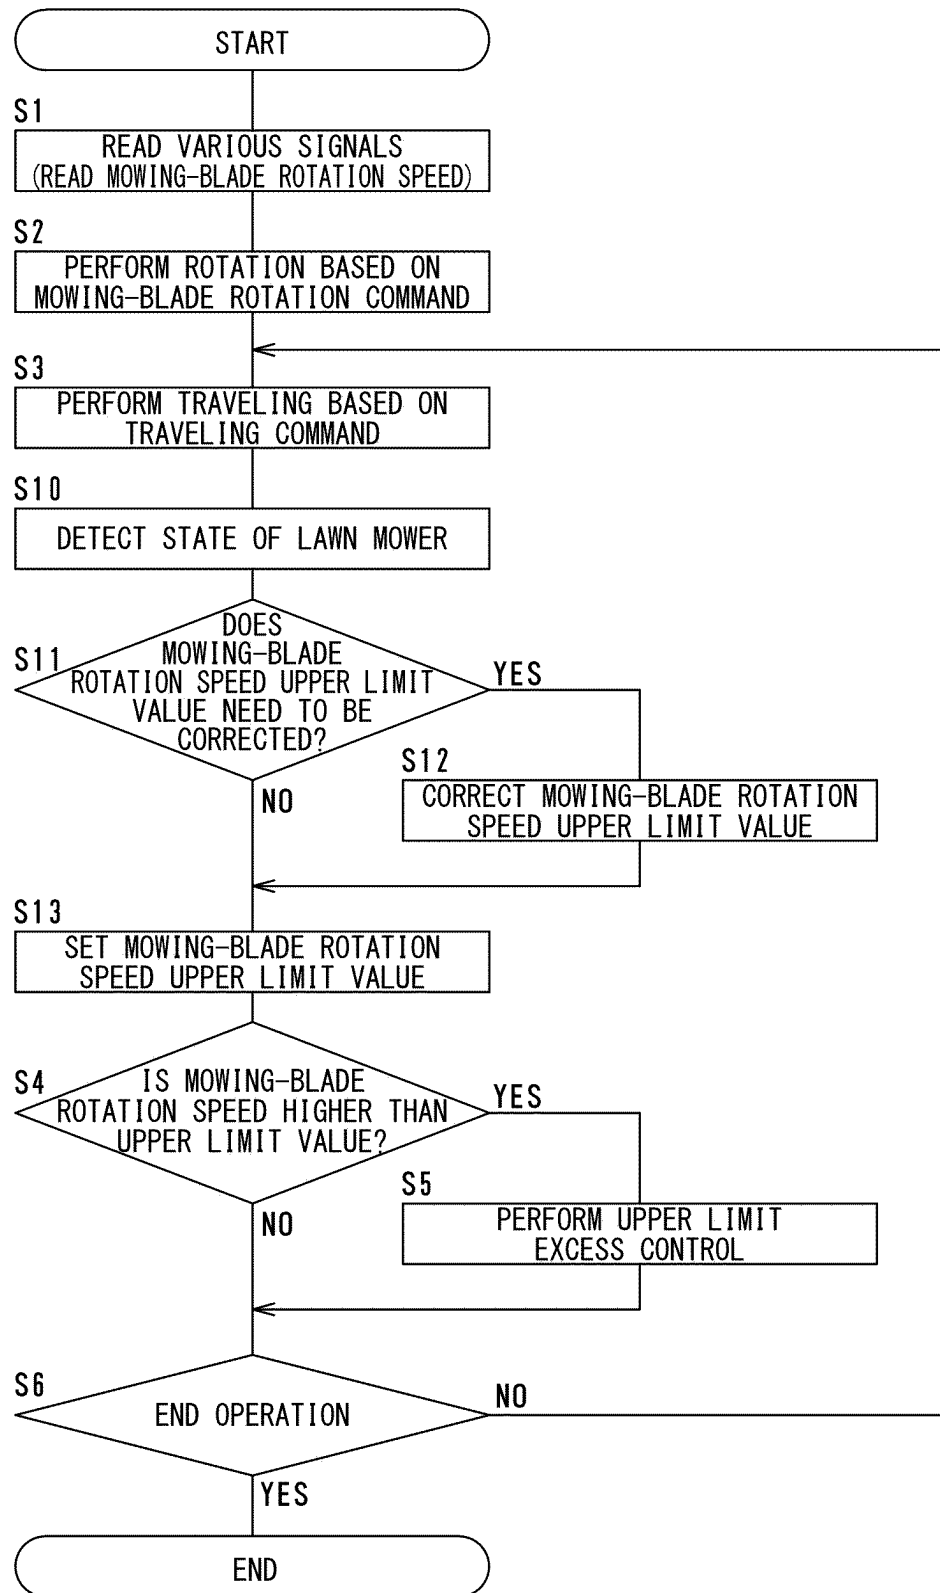 START
S1
READ VARIOUS SIGNALS
(READ MOWING-BLADE ROTATION SPEED)
S2
PERFORM ROTATION BASED ON
MOWING-BLADE ROTATION COMMAND
S3
PERFORM TRAVELING BASED ON
TRAVELING COMMAND
S10
DETECT STATE OF LAWN MOWER
S11
DOES
MOWING-BLADE
ROTATION SPEED UPPER LIMIT
VALUE NEED TO BE
CORRECTED?
YES
NO
S12
CORRECT MOWING-BLADE ROTATION
SPEED UPPER LIMIT VALUE
S13
SET MOWING-BLADE ROTATION
SPEED UPPER LIMIT VALUE
S4
IS MOWING-BLADE
ROTATION SPEED HIGHER THAN
UPPER LIMIT VALUE?
YES
NO
S5
PERFORM UPPER LIMIT
EXCESS CONTROL
S6
END OPERATION
NO
YES
END